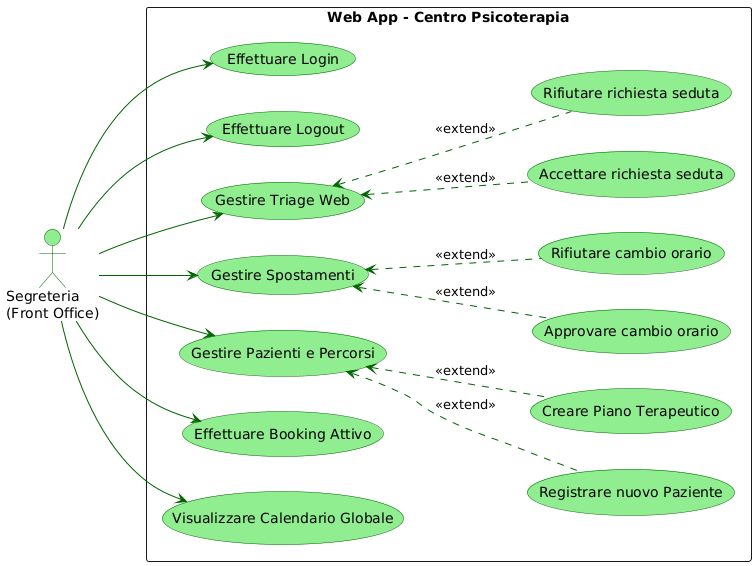 Web App - Centro Psicoterapia
Effettuare Login
Effettuare Logout
Gestire Triage Web
Gestire Spostamenti
Gestire Pazienti e Percorsi
Effettuare Booking Attivo
Visualizzare Calendario Globale
Segreteria
(Front Office)
«extend»
«extend»
«extend»
«extend»
«extend»
«extend»
Rifiutare richiesta seduta
Accettare richiesta seduta
Rifiutare cambio orario
Approvare cambio orario
Creare Piano Terapeutico
Registrare nuovo Paziente